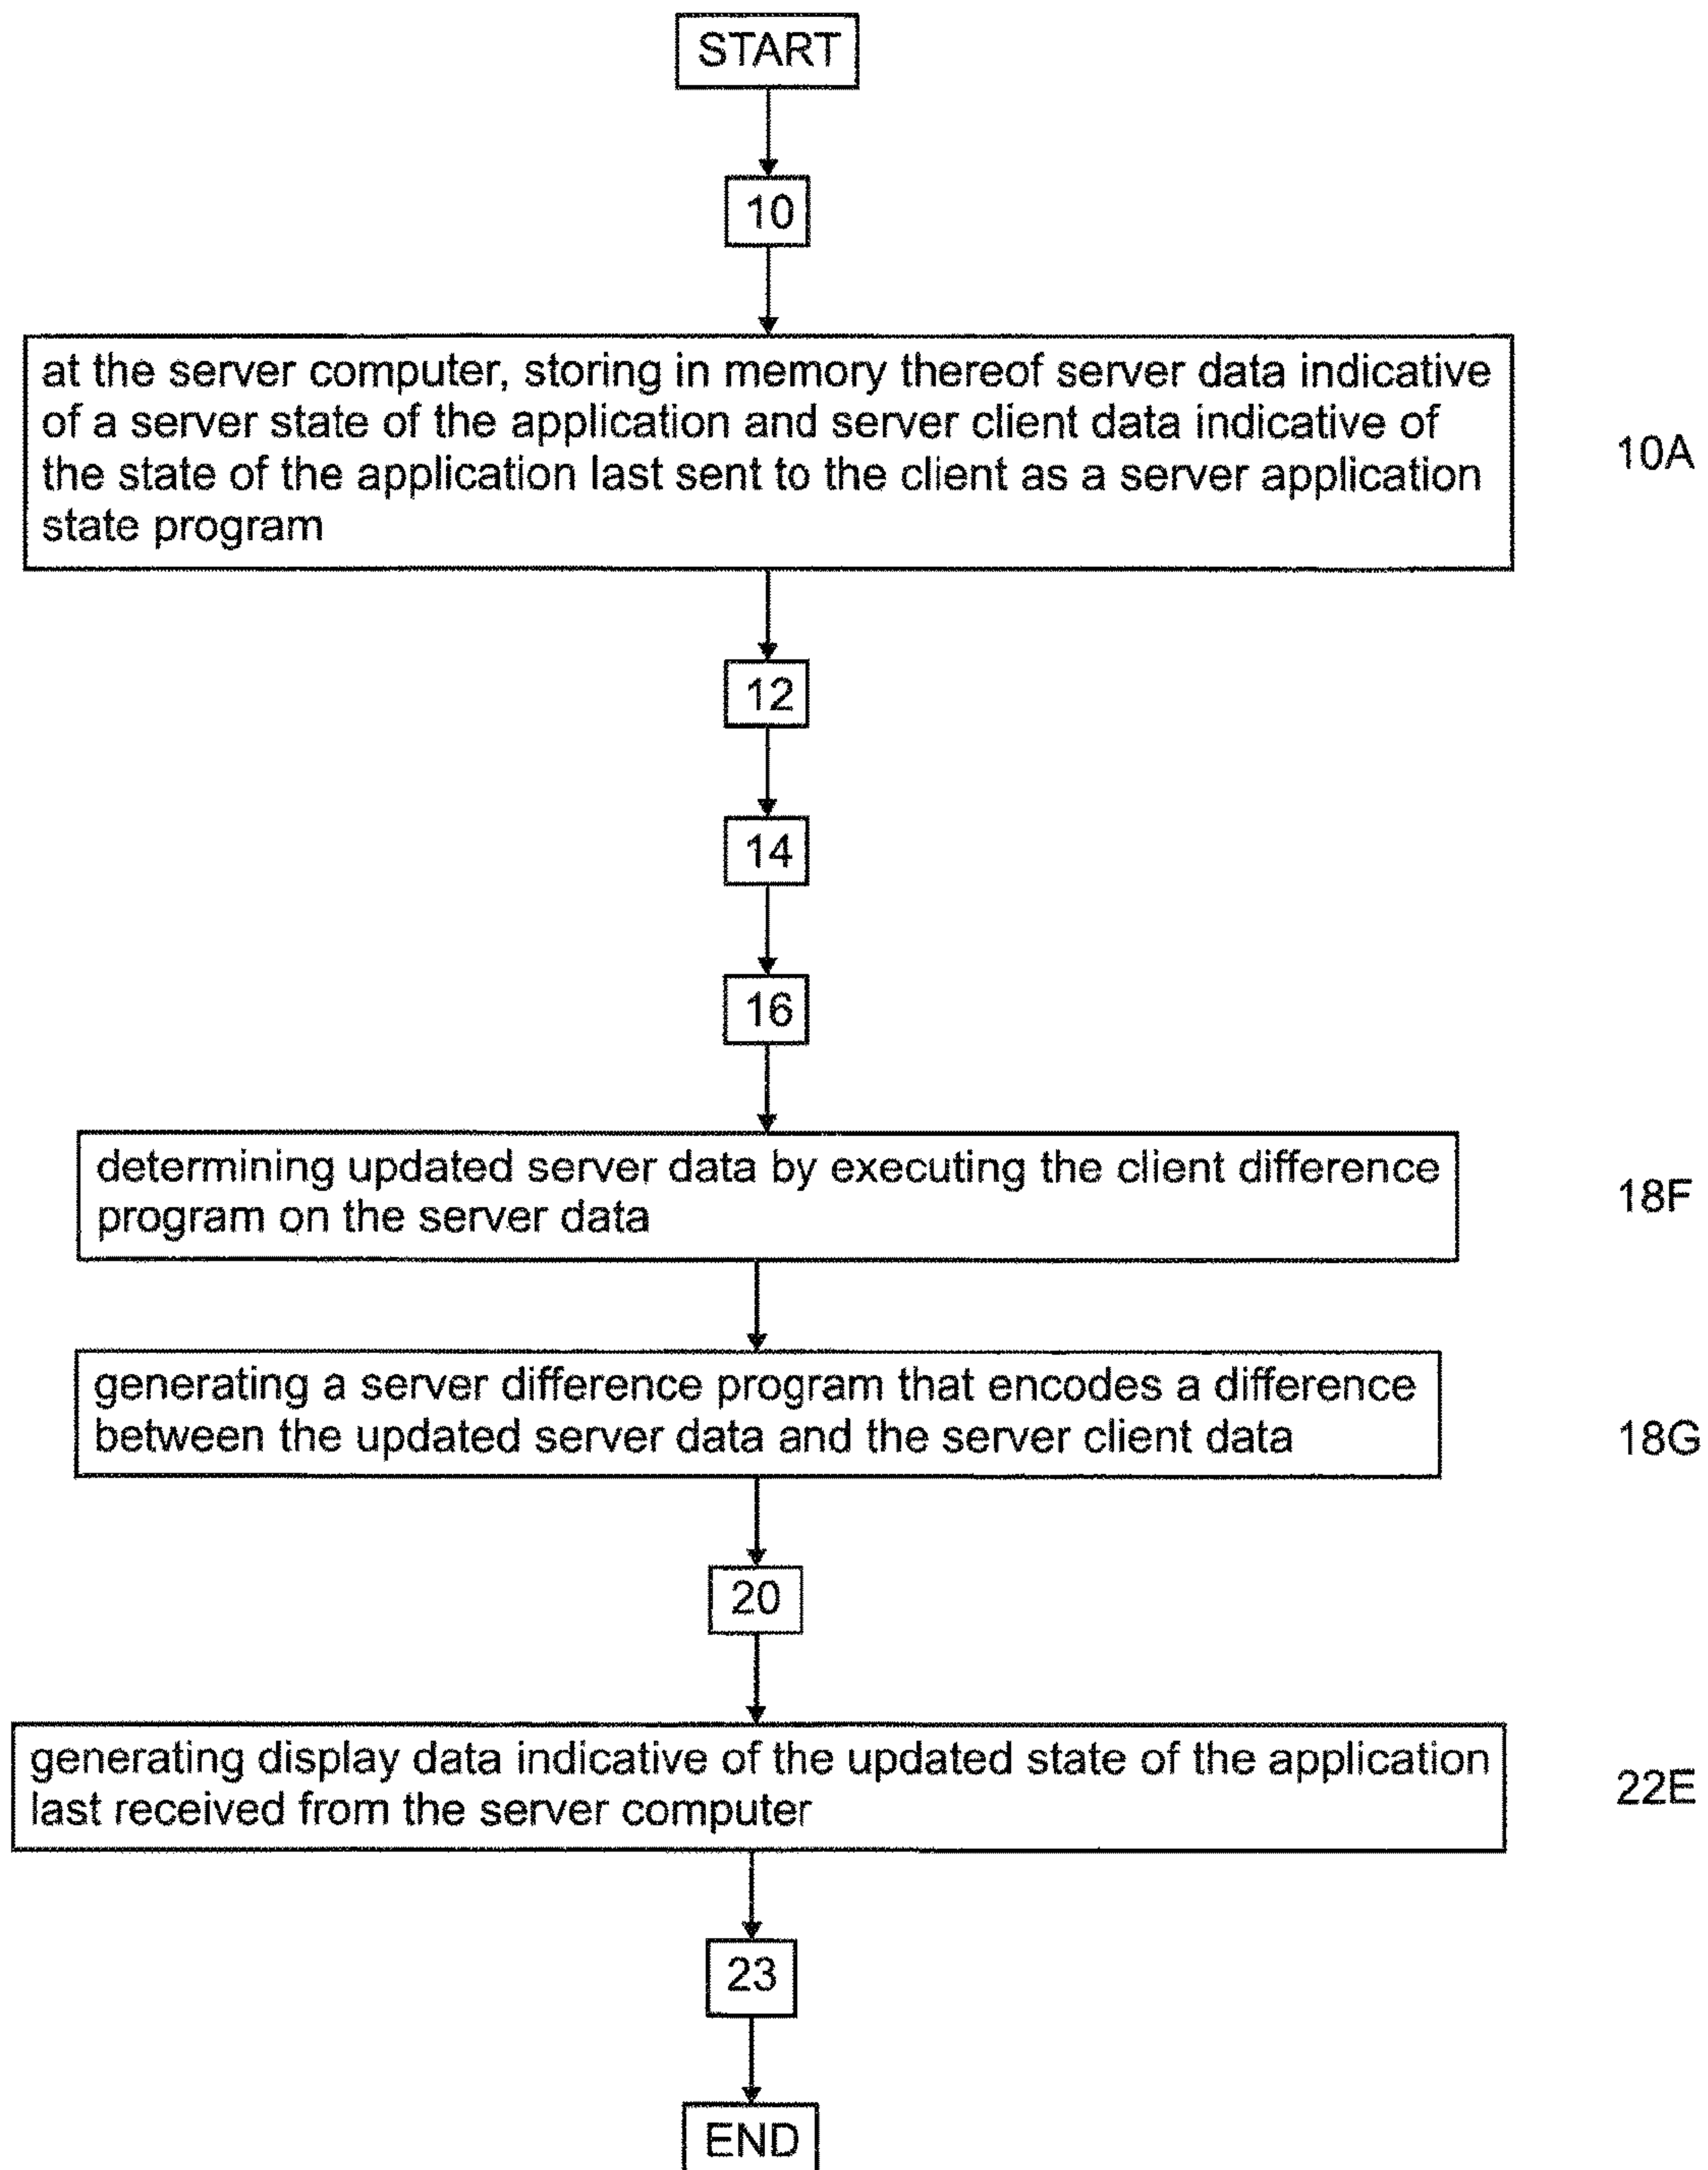 START
10
at the server computer, storing in memory thereof server data indicative
of a server state of the application and server client data indicative of
the state of the application last sent to the client as a server application
state program
10A
12
14
16
determining updated server data by executing the client difference
program on the server data
18F
generating a server difference program that encodes a difference
between the updated server data and the server client data
18G
20
generating display data indicative of the updated state of the application
last received from the server computer
22E
23
END